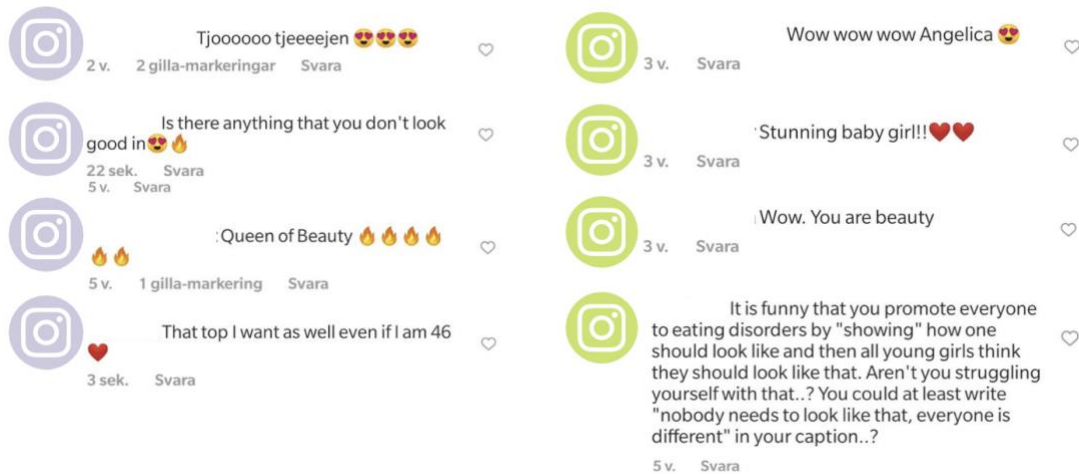 Tjoooooo tjeeeejen 😍😍😍
2 v. 2 gilla-markeringar Svara
Is there anything that you don't look
good in😍🔥
22 sek. Svara
5 v. Svara
:Queen of Beauty 🔥🔥🔥🔥
🔥🔥
5 v. 1 gilla-markering Svara
That top I want as well even if I am 46
❤️
3 sek. Svara
Wow wow wow Angelica 😍
3 v. Svara
Stunning baby girl!!❤️❤️
3 v. Svara
Wow. You are beauty
3 v. Svara
It is funny that you promote everyone
to eating disorders by "showing" how one
should look like and then all young girls think
they should look like that. Aren't you struggling
yourself with that..? You could at least write
"nobody needs to look like that, everyone is
different" in your caption..?
5 v. Svara